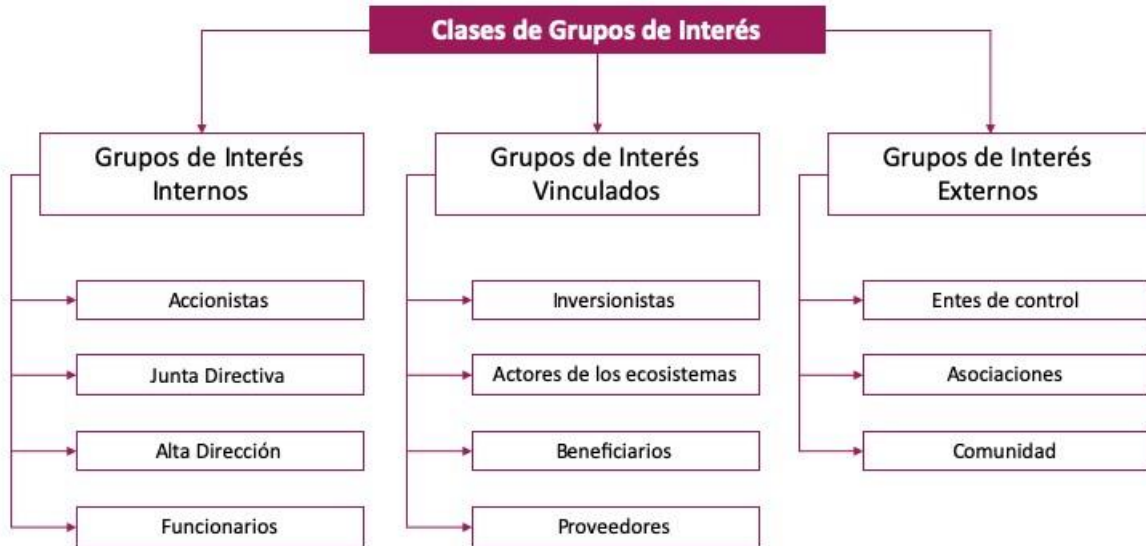 Clases de Grupos de Interés
Grupos de Interés
Internos
Accionistas
Junta Directiva
Alta Dirección
Funcionarios
Grupos de Interés
Vinculados
Inversionistas
Actores de los ecosistemas
Beneficiarios
Proveedores
Grupos de Interés
Externos
Entes de control
Asociaciones
Comunidad